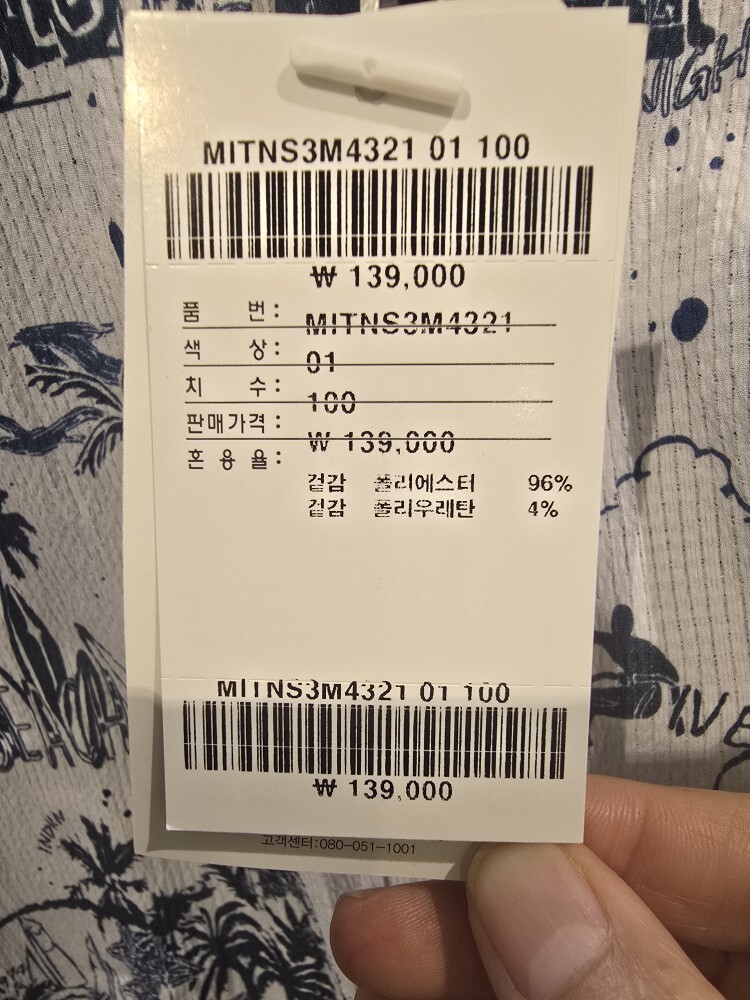 NIGH
MITNS3M4321 01 100
₩ 139,000
품 번: MITNS3M4321
색 상: 01
치 수: 100
판매가격: ₩ 139,000
혼 용 율:
겉감 폴리에스터 96%
겉감 폴리우레탄 4%
MITNS3M4321 01 100
₩ 139,000
고객센터:080-051-1001
INDIAN